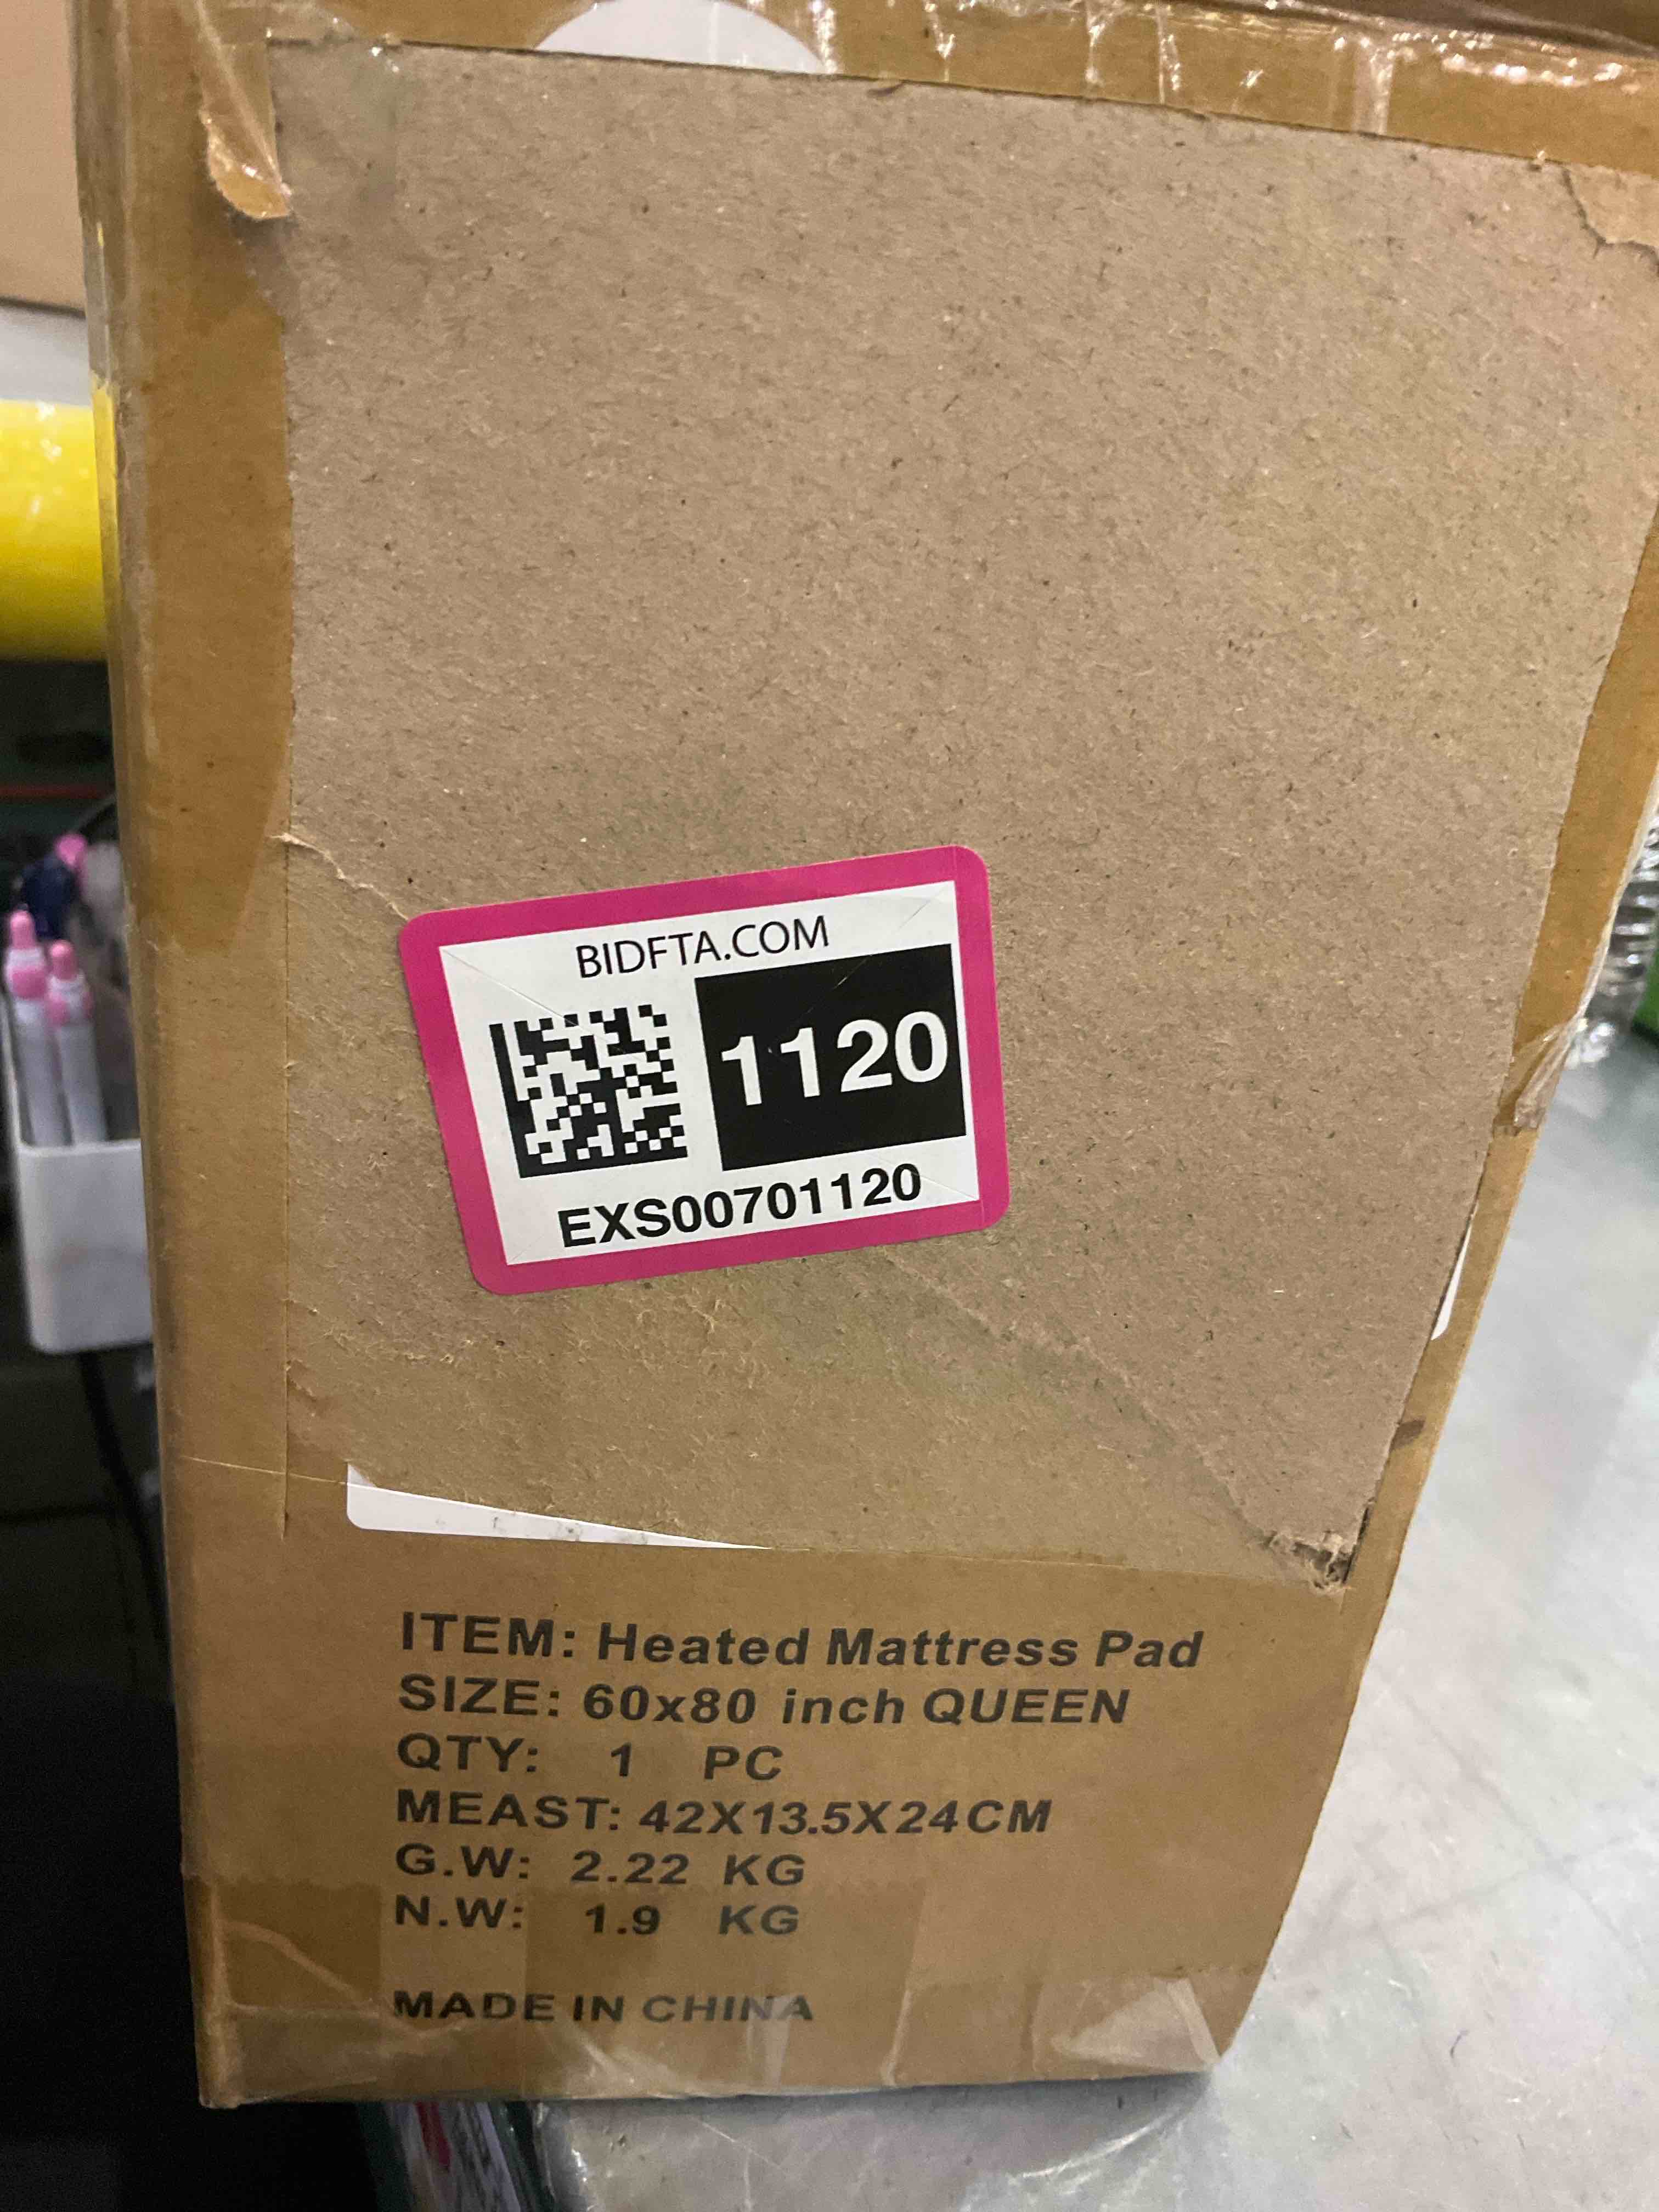 BIDFTA.COM
1120
EXS00701120
ITEM: Heated Mattress Pad
SIZE: 60x80 inch QUEEN
QTY: 1 PC
MEAST: 42X13.5X24CM
G.W: 2.22 KG
N.W: 1.9 KG
MADE IN CHINA